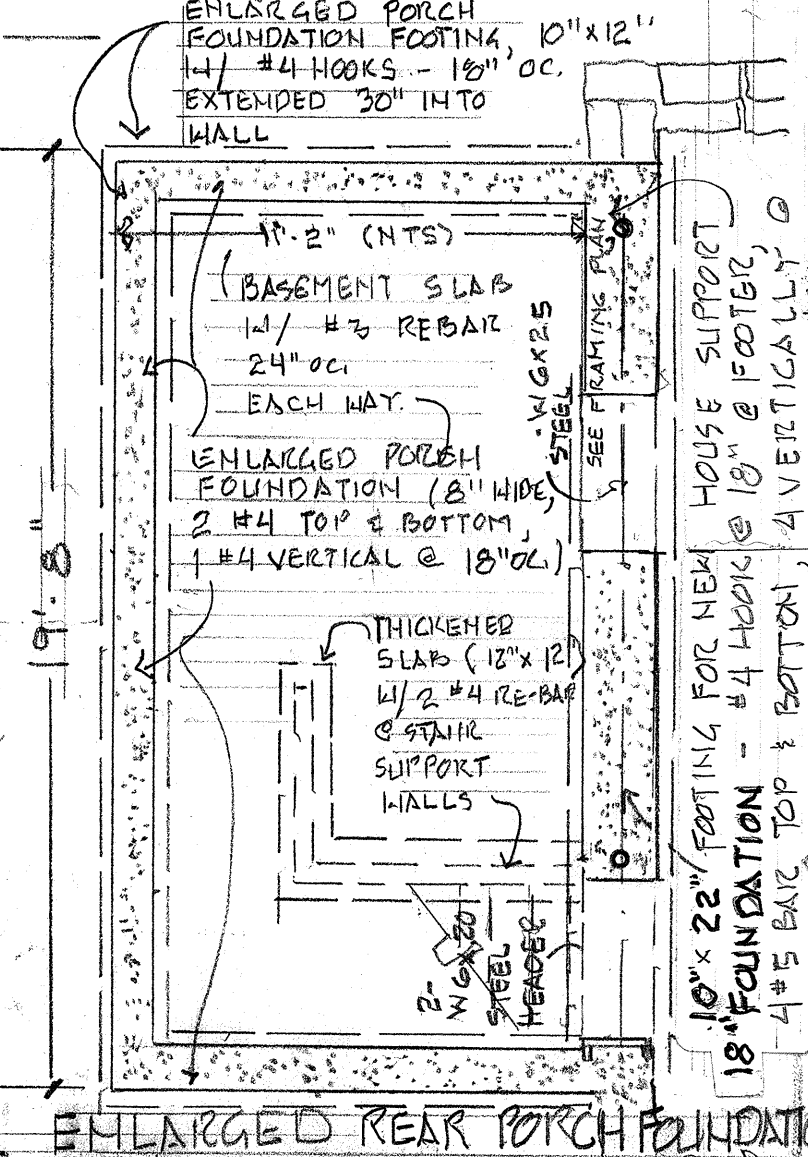 ENLARGED PORCH
FOUNDATION FOOTING, 10"X12"
W/ #4 HOOKS - 18" OC.
EXTENDED 30" INTO
WALL
11'-2" (NTS)
BASEMENT SLAB
W/ #3 REBAR
24" OC.
EACH WAY.
ENLARGED PORCH
FOUNDATION (8" WIDE,
2 #4 TOP & BOTTOM,
1 #4 VERTICAL @ 18"OC.)
THICKENED
SLAB (12"X12"
W/2 #4 RE-BAR
@ STAIR
SUPPORT
WALLS
W6X25
STEEL
SEE FRAMING PLAN
2-
W6X20
STEEL
HEADER
19'-8"
10"X 22" FOOTING FOR NEW HOUSE SUPPORT
18" FOUNDATION - #4 HOOK @ 18" @ FOOTER,
4 #5 BAR TOP & BOTTOM, 4 VERTICALLY
ENLARGED REAR PORCH FOUNDATI